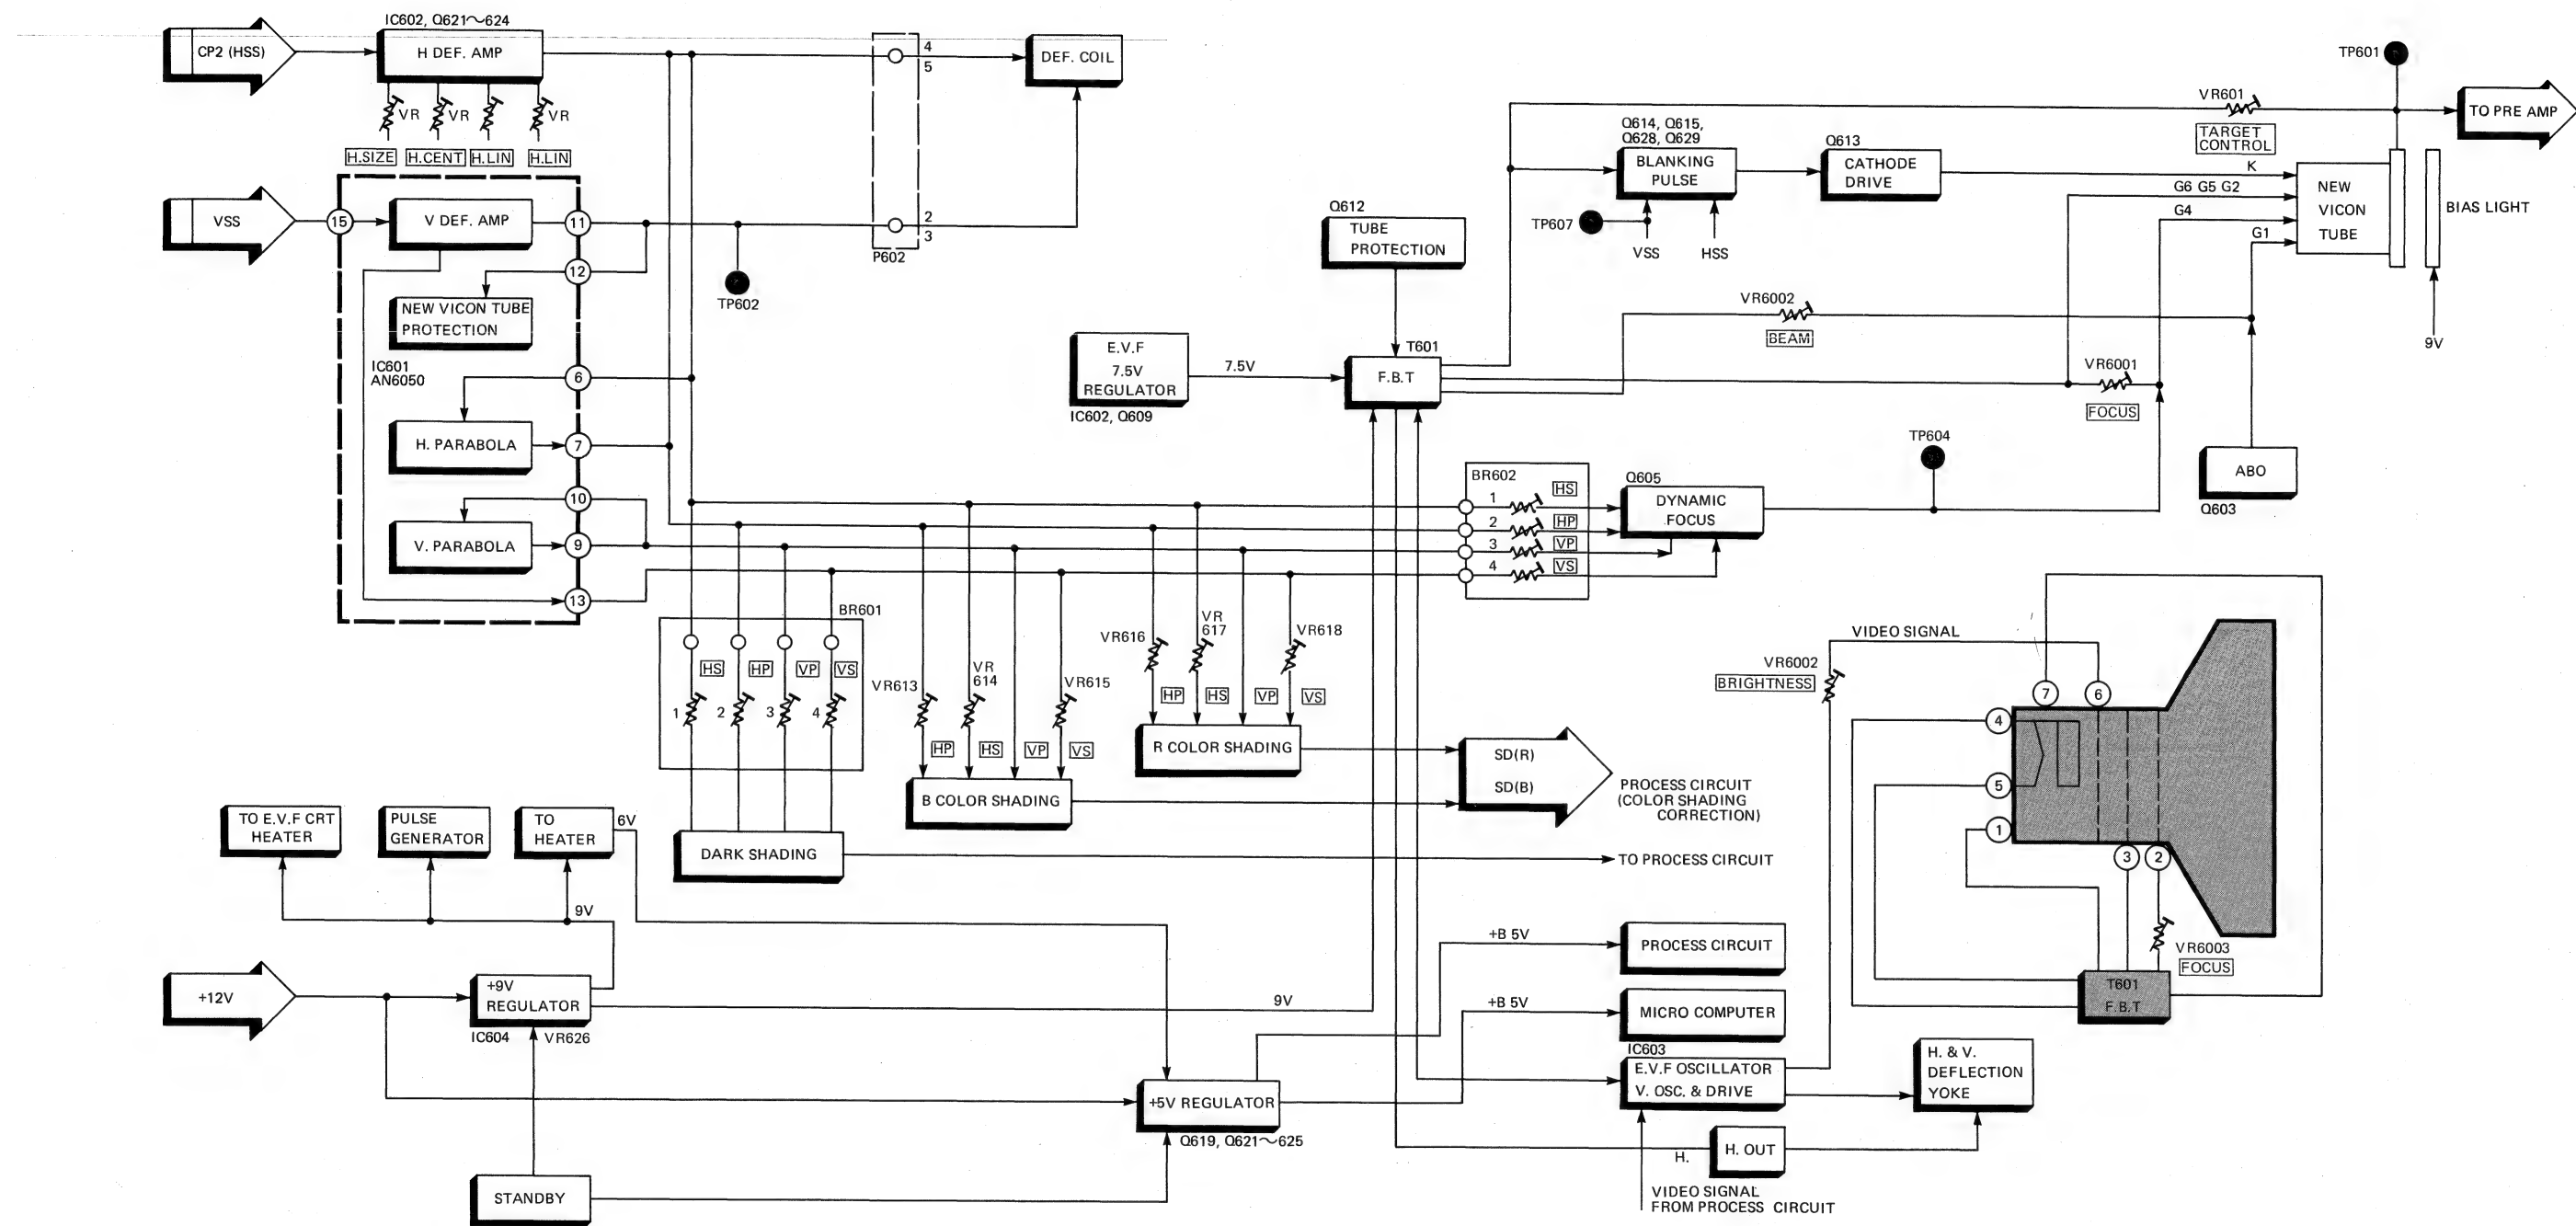 IC602, Q621～624
CP2 (HSS)
H DEF. AMP
VR
VR
VR
H.SIZE
H.CENT
H.LIN
H.LIN
4
5
DEF. COIL
VSS
15
V DEF. AMP
11
2
3
P602
12
TP602
NEW VICON TUBE
PROTECTION
IC601
AN6050
6
H. PARABOLA
7
10
V. PARABOLA
9
13
TP601
VR601
TARGET
CONTROL
TO PRE AMP
Q614, Q615,
Q628, Q629
BLANKING
PULSE
Q613
CATHODE
DRIVE
K
G6 G5 G2
G4
G1
NEW
VICON
TUBE
BIAS LIGHT
9V
TP607
VSS
HSS
Q612
TUBE
PROTECTION
VR6002
BEAM
E.V.F
7.5V
REGULATOR
IC602, Q609
7.5V
T601
F.B.T
VR6001
FOCUS
TP604
ABO
Q603
BR602
1
HS
2
HP
3
VP
4
VS
Q605
DYNAMIC
FOCUS
BR601
HS
HP
VP
VS
1
2
3
4
VR613
VR
614
VR615
HP
HS
VP
VS
VR616
VR
617
VR618
HP
HS
VP
VS
R COLOR SHADING
B COLOR SHADING
DARK SHADING
SD(R)
SD(B)
PROCESS CIRCUIT
(COLOR SHADING
CORRECTION)
TO PROCESS CIRCUIT
VIDEO SIGNAL
VR6002
BRIGHTNESS
7
6
4
5
1
3
2
VR6003
FOCUS
T601
F.B.T
TO E.V.F CRT
HEATER
PULSE
GENERATOR
TO
HEATER
6V
9V
+12V
+9V
REGULATOR
IC604
VR626
9V
STANDBY
+5V REGULATOR
Q619, Q621～625
+B 5V
PROCESS CIRCUIT
+B 5V
MICRO COMPUTER
IC603
E.V.F OSCILLATOR
V. OSC. & DRIVE
H. & V.
DEFLECTION
YOKE
H.
H. OUT
VIDEO SIGNAL
FROM PROCESS CIRCUIT